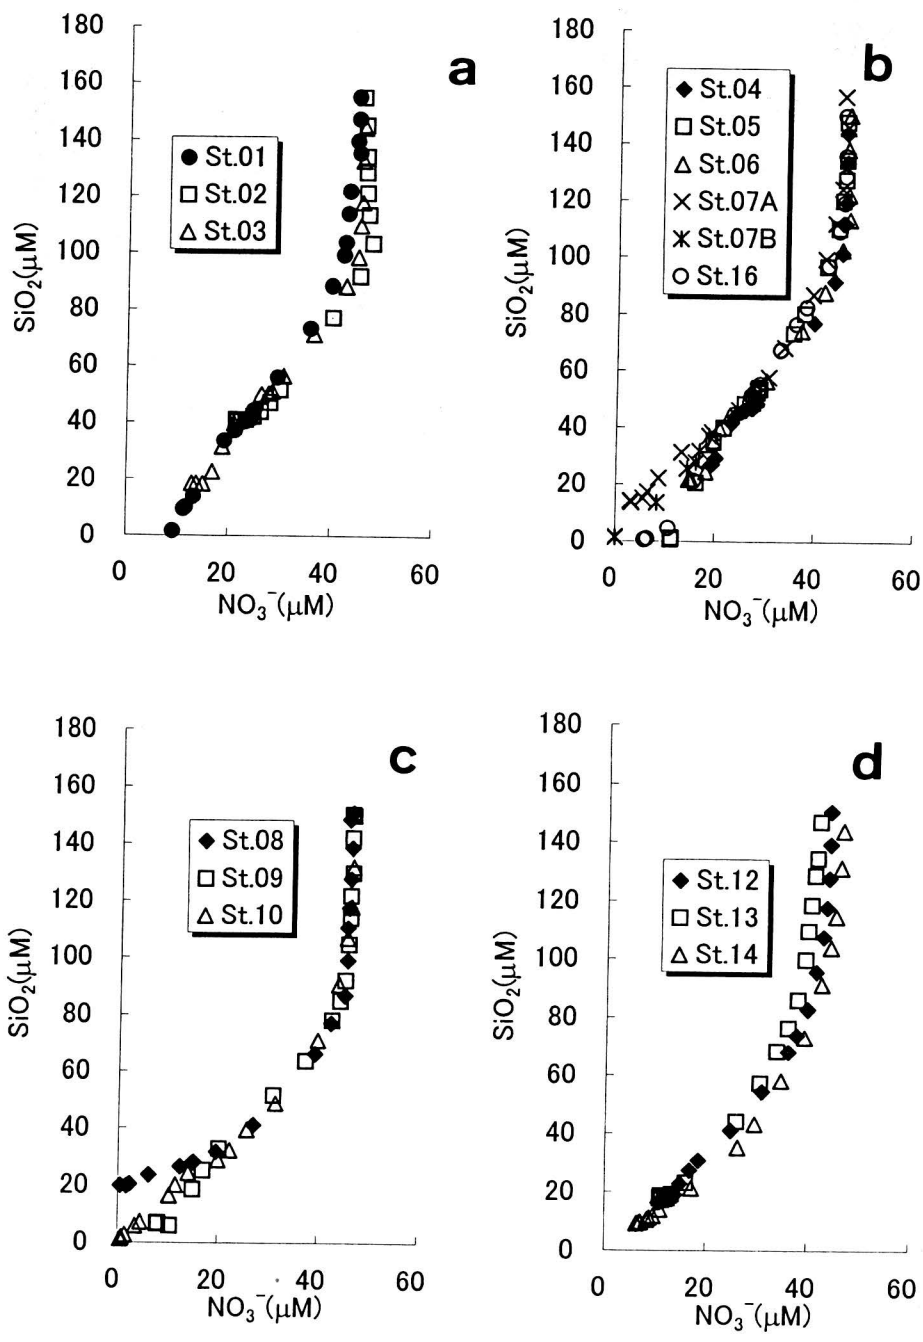 a
180
160
140
120
100
80
60
40
20
0
SiO₂(μM)
● St.01
□ St.02
△ St.03
0 20 40 60
NO₃⁻(μM)
b
180
160
140
120
100
80
60
40
20
0
SiO₂(μM)
◆ St.04
□ St.05
△ St.06
× St.07A
St.07B
○ St.16
0 20 40 60
NO₃⁻(μM)
c
180
160
140
120
100
80
60
40
20
0
SiO₂(μM)
◆ St.08
□ St.09
△ St.10
0 20 40 60
NO₃⁻(μM)
d
180
160
140
120
100
80
60
40
20
0
SiO₂(μM)
◆ St.12
□ St.13
△ St.14
0 20 40 60
NO₃⁻(μM)